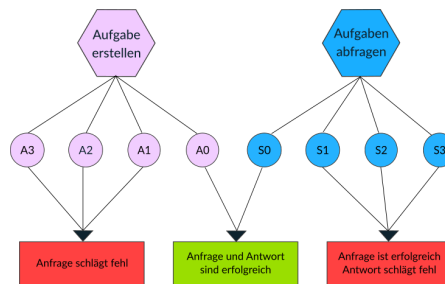 Aufgabe
erstellen
Aufgaben
abfragen
A3
A2
A1
A0
S0
S1
S2
S3
Anfrage schlägt fehl
Anfrage und Antwort
sind erfolgreich
Anfrage ist erfolgreich
Antwort schlägt fehl